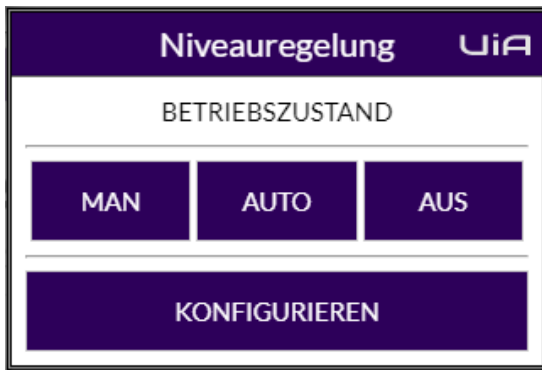 Niveauregelung UiA
BETRIEBSZUSTAND
MAN AUTO AUS
KONFIGURIEREN